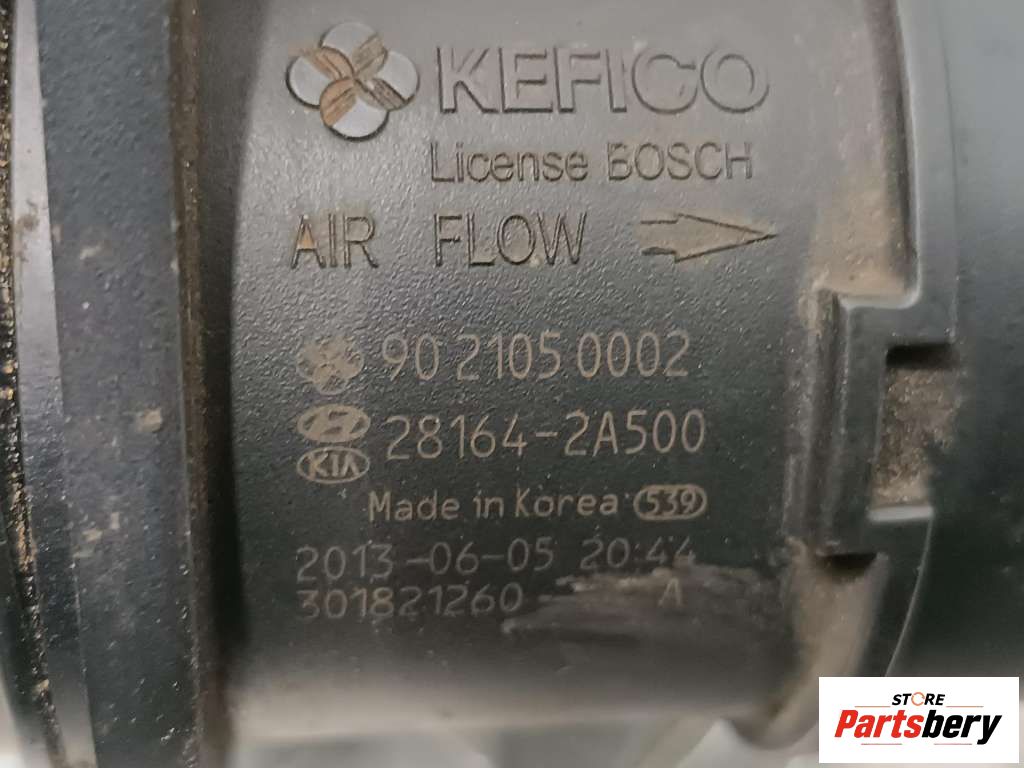 KEFICO
License BOSCH
AIR FLOW
90 2105 0002
28164-2A500
KIA
Made in Korea 539
2013-06-05 20:44
301821260 A
STORE
Partsbery